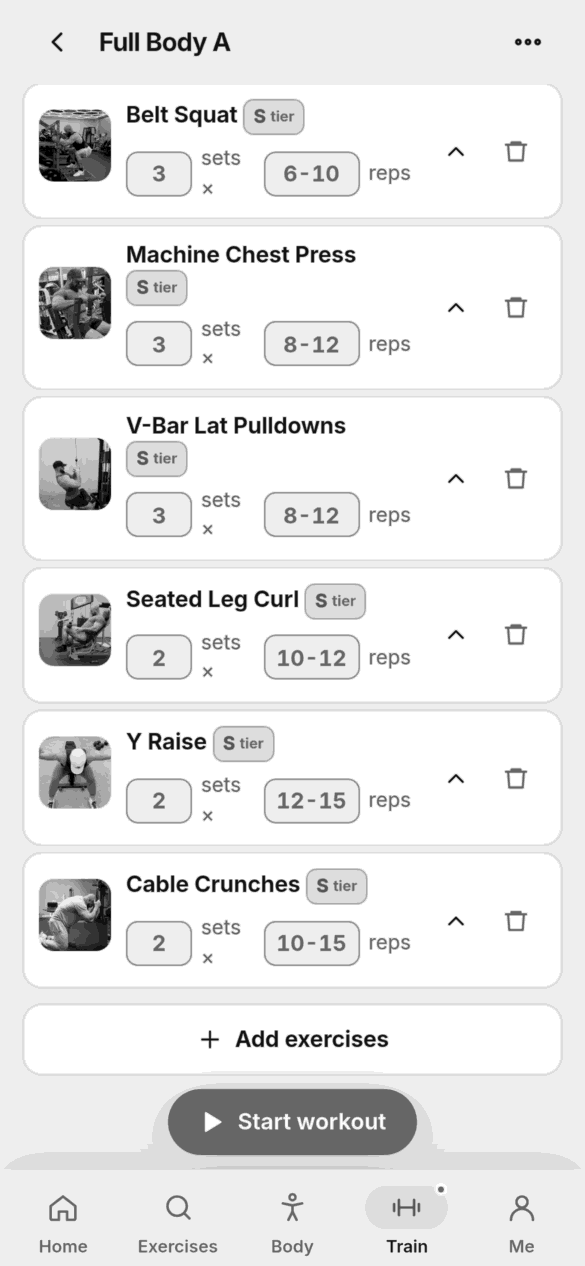 Full Body A
Belt Squat S tier
3 sets × 6-10 reps
Machine Chest Press
S tier
3 sets × 8-12 reps
V-Bar Lat Pulldowns
S tier
3 sets × 8-12 reps
Seated Leg Curl S tier
2 sets × 10-12 reps
Y Raise S tier
2 sets × 12-15 reps
Cable Crunches S tier
2 sets × 10-15 reps
+ Add exercises
Start workout
Home Exercises Body Train Me